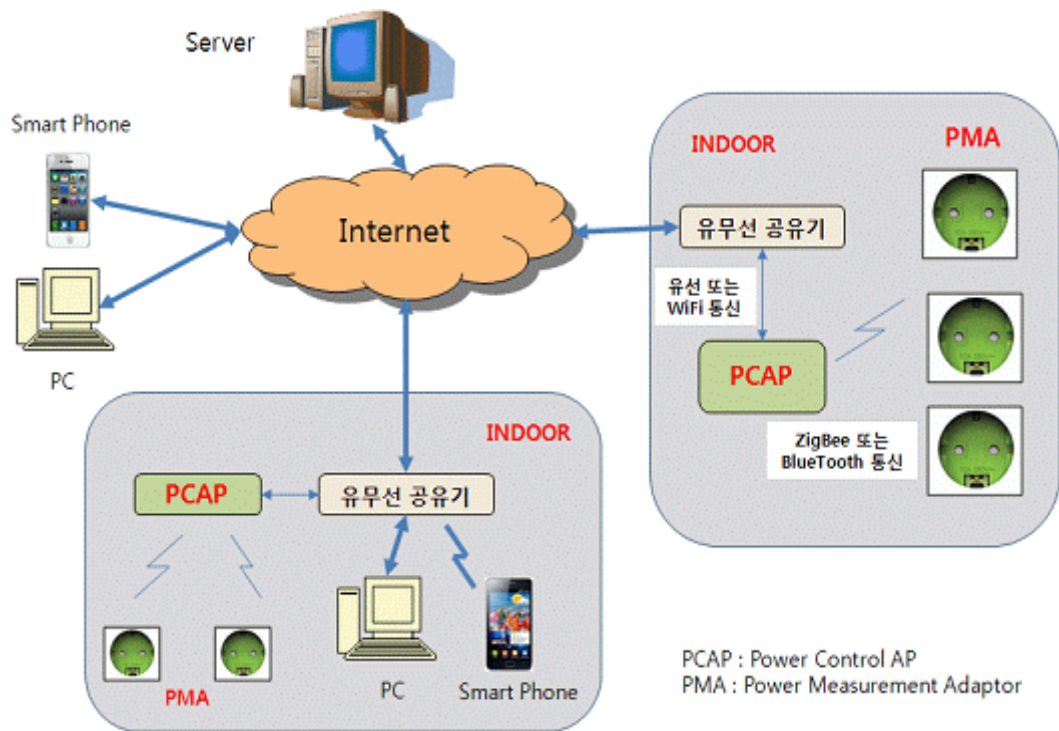 Server
Smart Phone
Internet
PC
INDOOR
PMA
유무선 공유기
유선 또는
WiFi 통신
PCAP
ZigBee 또는
BlueTooth 통신
INDOOR
PCAP
유무선 공유기
PMA
PC
Smart Phone
PCAP : Power Control AP
PMA : Power Measurement Adaptor